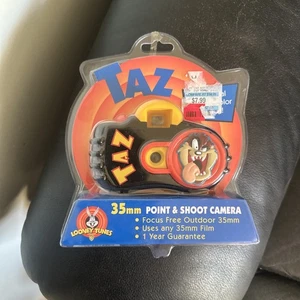 TAZ
$7.99
TAZ
35mm POINT & SHOOT CAMERA
• Focus Free Outdoor 35mm
• Uses any 35mm Film
• 1 Year Guarantee
LOONEY TUNES